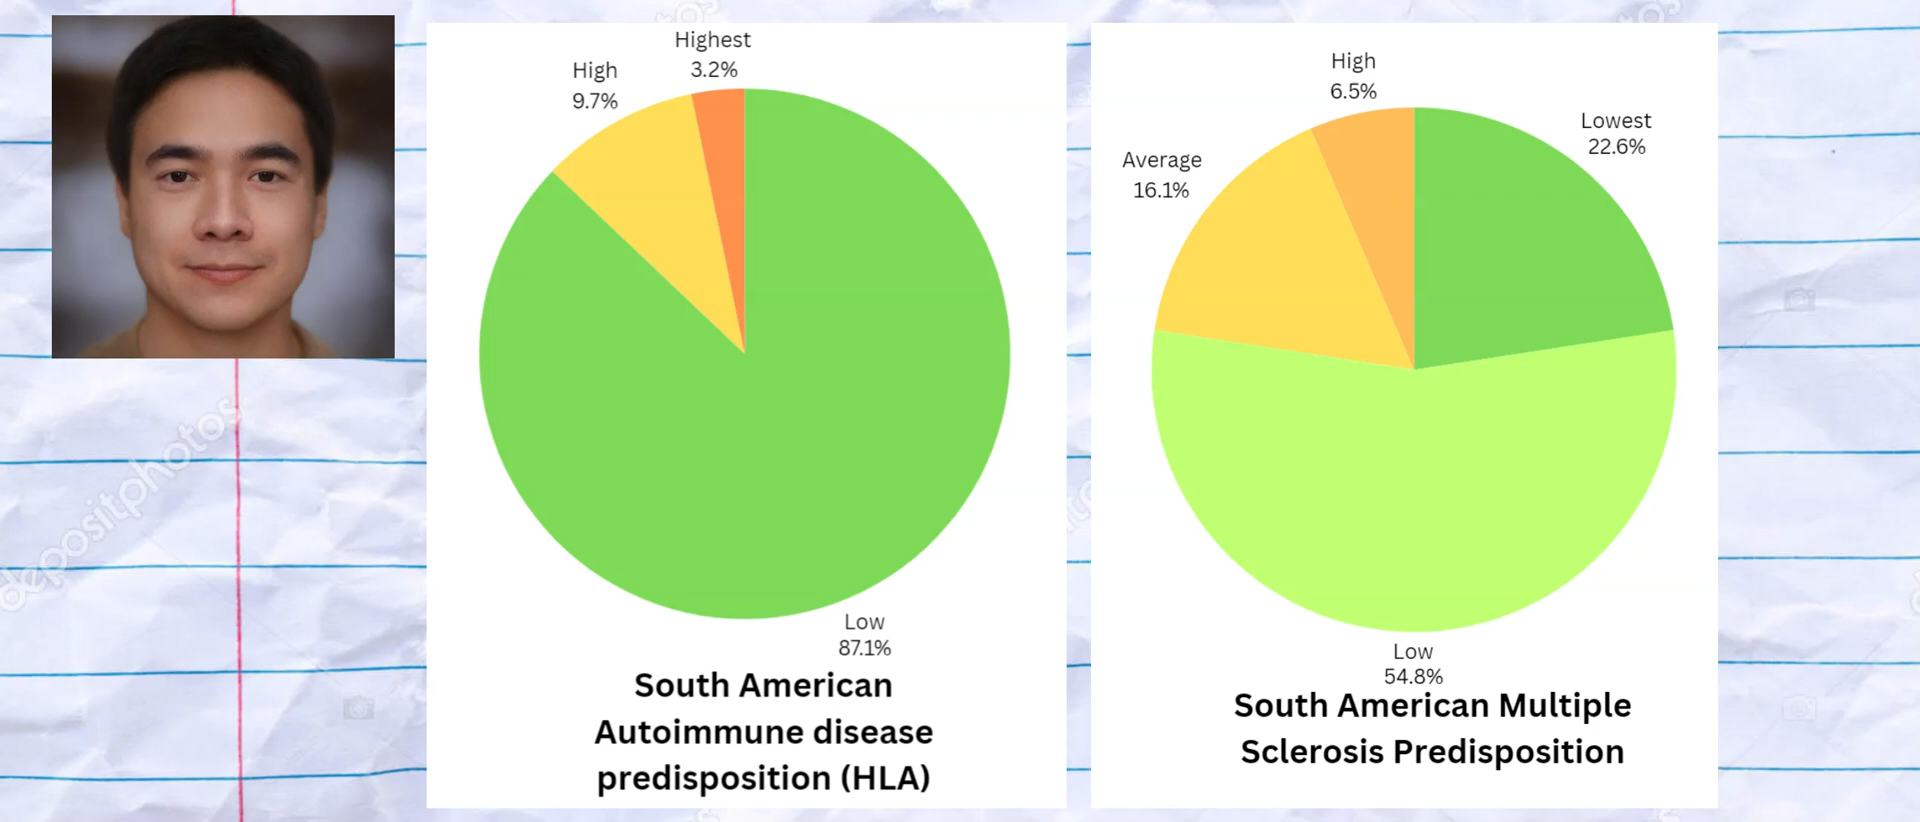 Highest
3.2%
High
9.7%
Low
87.1%
South American
Autoimmune disease
predisposition (HLA)
High
6.5%
Lowest
22.6%
Average
16.1%
Low
54.8%
South American Multiple
Sclerosis Predisposition
depositphotos